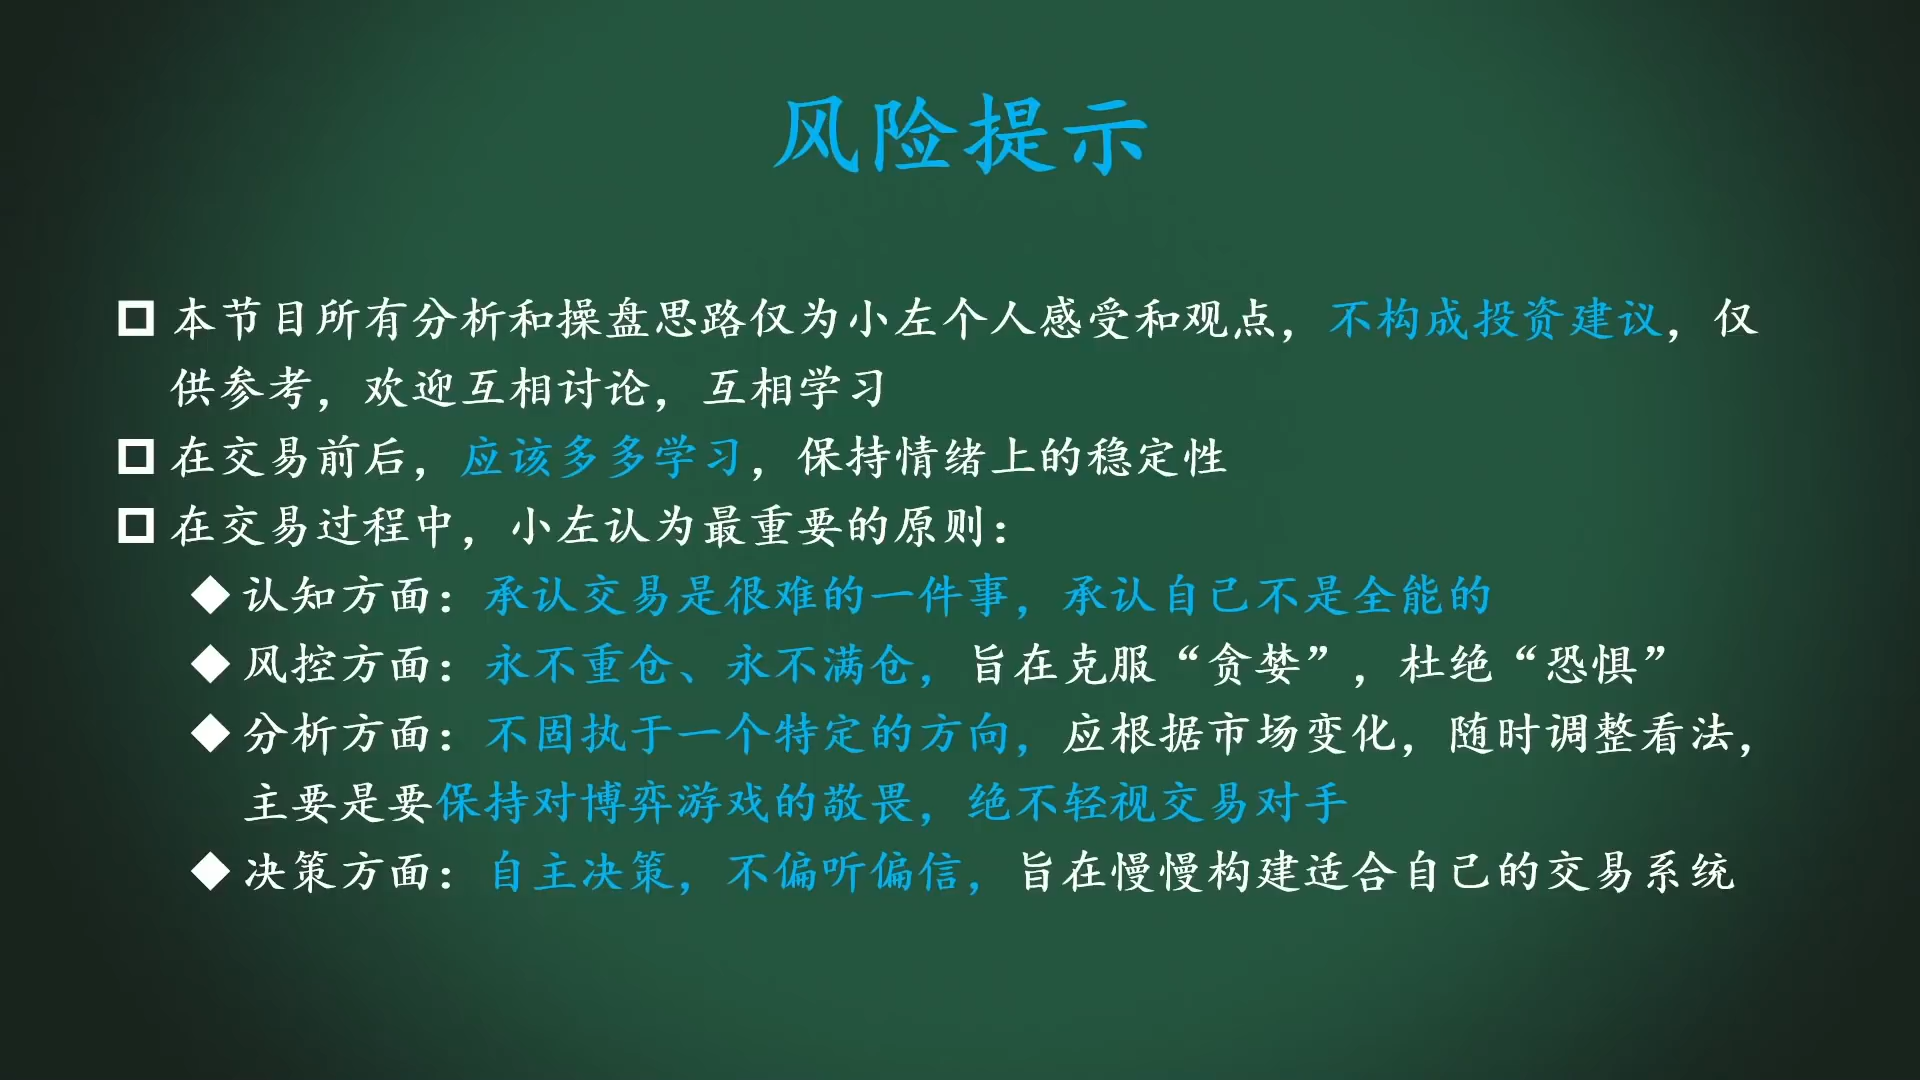 风险提示
本节目所有分析和操盘思路仅为小左个人感受和观点，不构成投资建议，仅
供参考，欢迎互相讨论，互相学习
在交易前后，应该多多学习，保持情绪上的稳定性
在交易过程中，小左认为最重要的原则：
认知方面：承认交易是很难的一件事，承认自己不是全能的
风控方面：永不重仓、永不满仓，旨在克服“贪婪”，杜绝“恐惧”
分析方面：不固执于一个特定的方向，应根据市场变化，随时调整看法，
主要是要保持对博弈游戏的敬畏，绝不轻视交易对手
决策方面：自主决策，不偏听偏信，旨在慢慢构建适合自己的交易系统